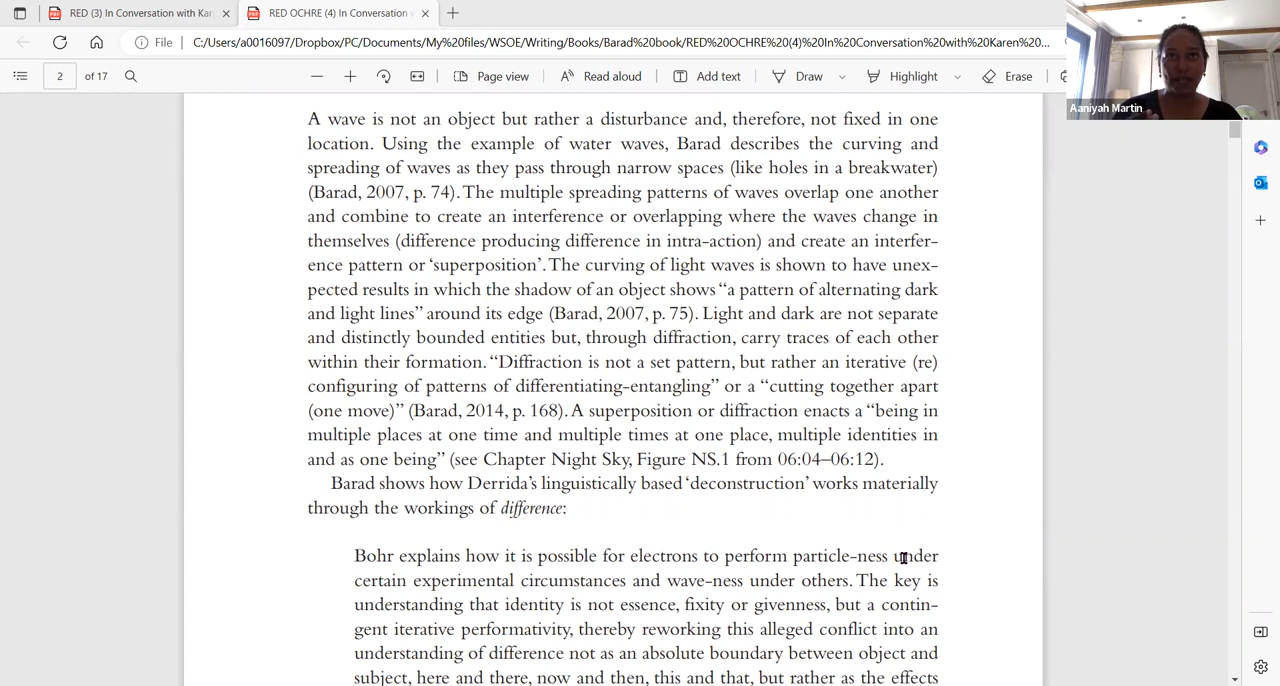 RED (3) In Conversation with Kar
RED OCHRE (4) In Conversation
File
C:/Users/a0016097/Dropbox/PC/Documents/My%20files/WSOE/Writing/Books/Barad%20book/RED%20OCHRE%20(4)%20In%20Conversation%20with%20Karen%20...
2 of 17
Page view
Read aloud
Add text
Draw
Highlight
Erase
Aaniyah Martin
A wave is not an object but rather a disturbance and, therefore, not fixed in one
location. Using the example of water waves, Barad describes the curving and
spreading of waves as they pass through narrow spaces (like holes in a breakwater)
(Barad, 2007, p. 74). The multiple spreading patterns of waves overlap one another
and combine to create an interference or overlapping where the waves change in
themselves (difference producing difference in intra-action) and create an interfer-
ence pattern or ‘superposition’. The curving of light waves is shown to have unex-
pected results in which the shadow of an object shows “a pattern of alternating dark
and light lines” around its edge (Barad, 2007, p. 75). Light and dark are not separate
and distinctly bounded entities but, through diffraction, carry traces of each other
within their formation. “Diffraction is not a set pattern, but rather an iterative (re)
configuring of patterns of differentiating-entangling” or a “cutting together apart
(one move)” (Barad, 2014, p. 168). A superposition or diffraction enacts a “being in
multiple places at one time and multiple times at one place, multiple identities in
and as one being” (see Chapter Night Sky, Figure NS.1 from 06:04–06:12).
Barad shows how Derrida’s linguistically based ‘deconstruction’ works materially
through the workings of difference:
Bohr explains how it is possible for electrons to perform particle-ness under
certain experimental circumstances and wave-ness under others. The key is
understanding that identity is not essence, fixity or givenness, but a contin-
gent iterative performativity, thereby reworking this alleged conflict into an
understanding of difference not as an absolute boundary between object and
subject, here and there, now and then, this and that, but rather as the effects